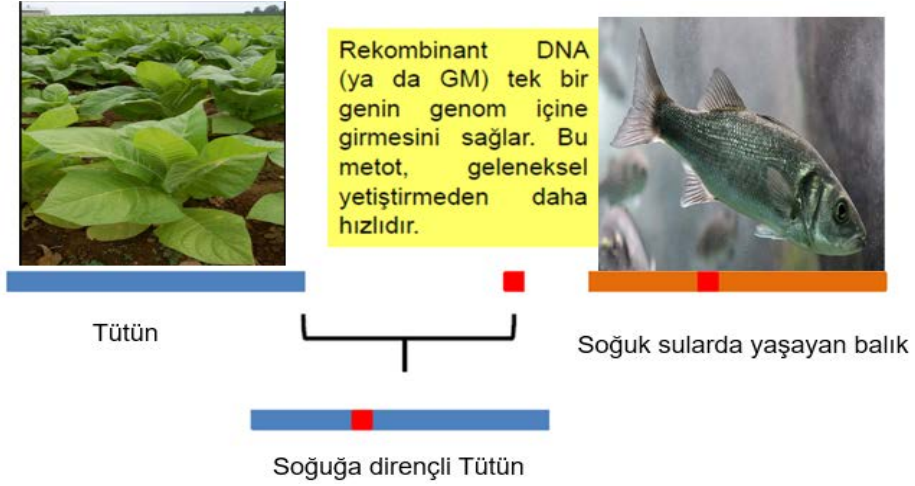 Rekombinant DNA
(ya da GM) tek bir
genin genom içine
girmesini sağlar. Bu
metot, geleneksel
yetiştirmeden daha
hızlıdır.
Tütün
Soğuk sularda yaşayan balık
Soğuğa dirençli Tütün